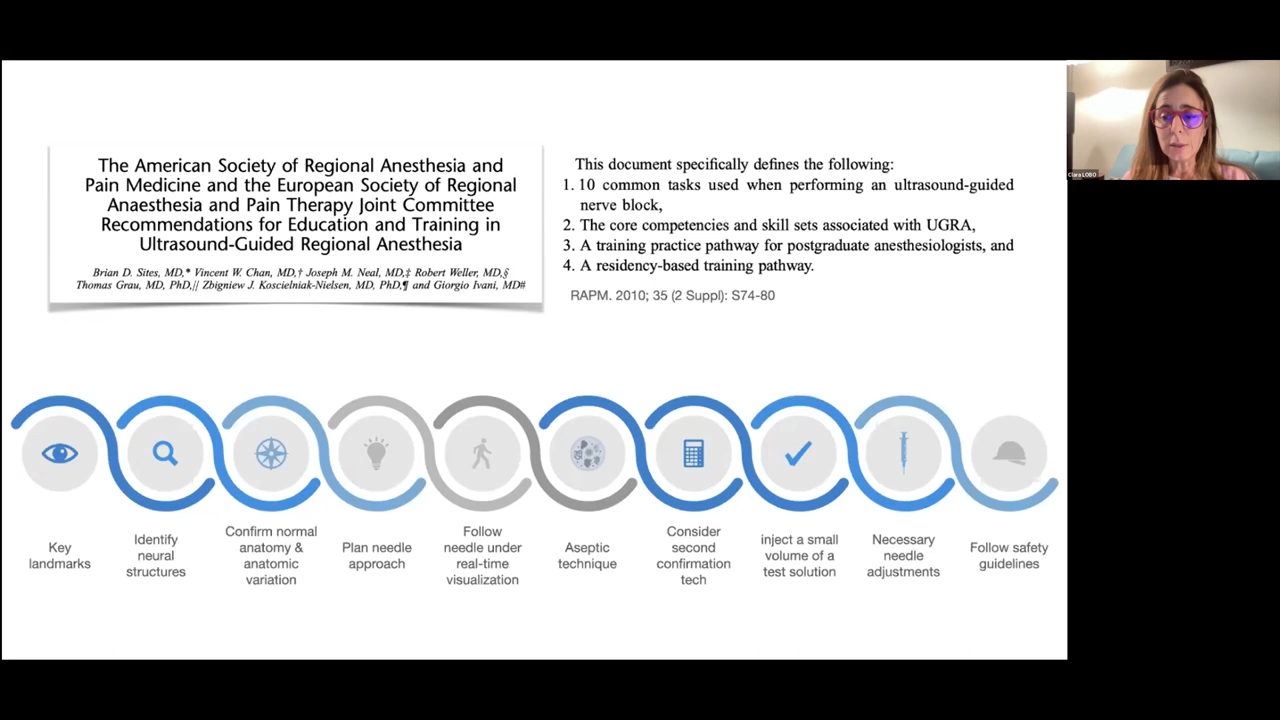 The American Society of Regional Anesthesia and
Pain Medicine and the European Society of Regional
Anaesthesia and Pain Therapy Joint Committee
Recommendations for Education and Training in
Ultrasound-Guided Regional Anesthesia
Brian D. Sites, MD,* Vincent W. Chan, MD,† Joseph M. Neal, MD,‡ Robert Weller, MD,§
Thomas Grau, MD, PhD,|| Zbigniew J. Koscielniak-Nielsen, MD, PhD,¶ and Giorgio Ivani, MD#
This document specifically defines the following:
1. 10 common tasks used when performing an ultrasound-guided
nerve block,
2. The core competencies and skill sets associated with UGRA,
3. A training practice pathway for postgraduate anesthesiologists, and
4. A residency-based training pathway.
RAPM. 2010; 35 (2 Suppl): S74-80
Key
landmarks
Identify
neural
structures
Confirm normal
anatomy &
anatomic
variation
Plan needle
approach
Follow
needle under
real-time
visualization
Aseptic
technique
Consider
second
confirmation
tech
inject a small
volume of a
test solution
Necessary
needle
adjustments
Follow safety
guidelines
Clara LOBO